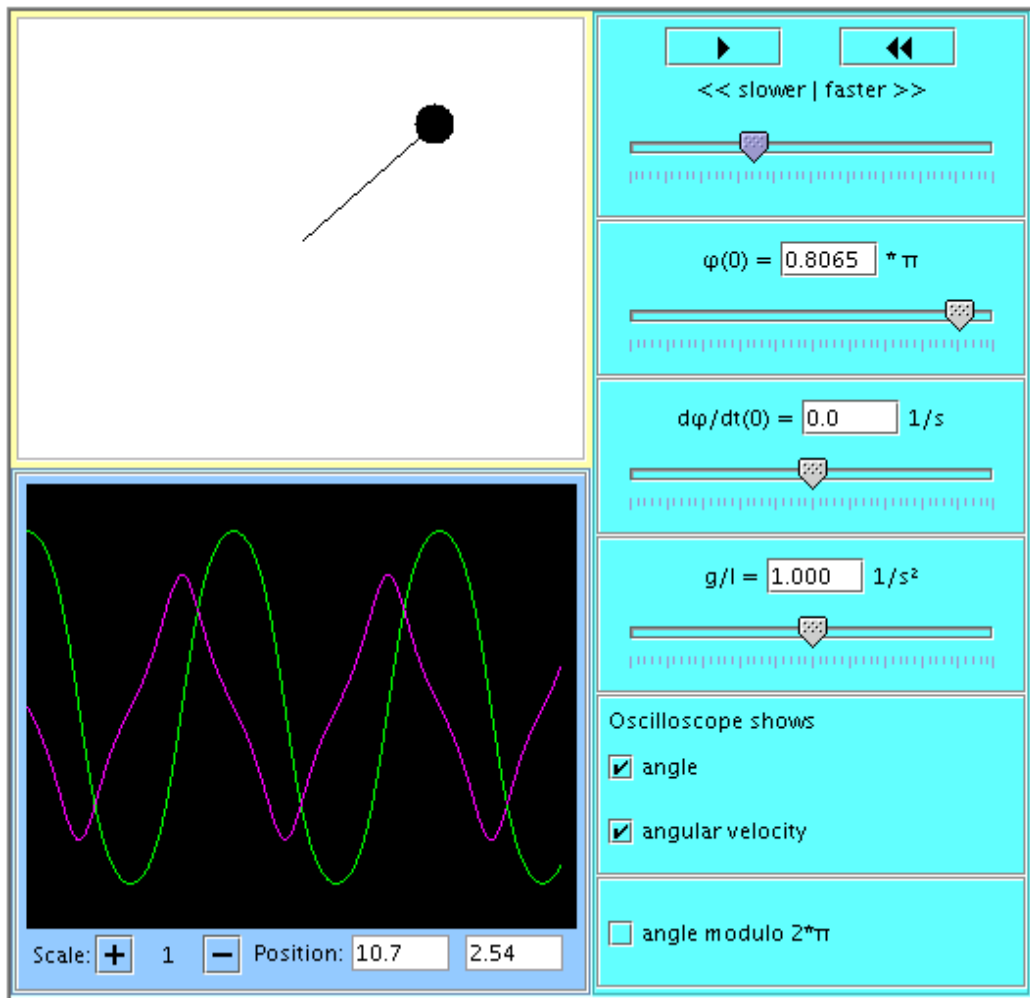 << slower | faster >>
φ(0) = 0.8065 * π
dφ/dt(0) = 0.0 1/s
g/l = 1.000 1/s²
Oscilloscope shows
angle
angular velocity
angle modulo 2*π
Scale: + 1 − Position: 10.7 2.54